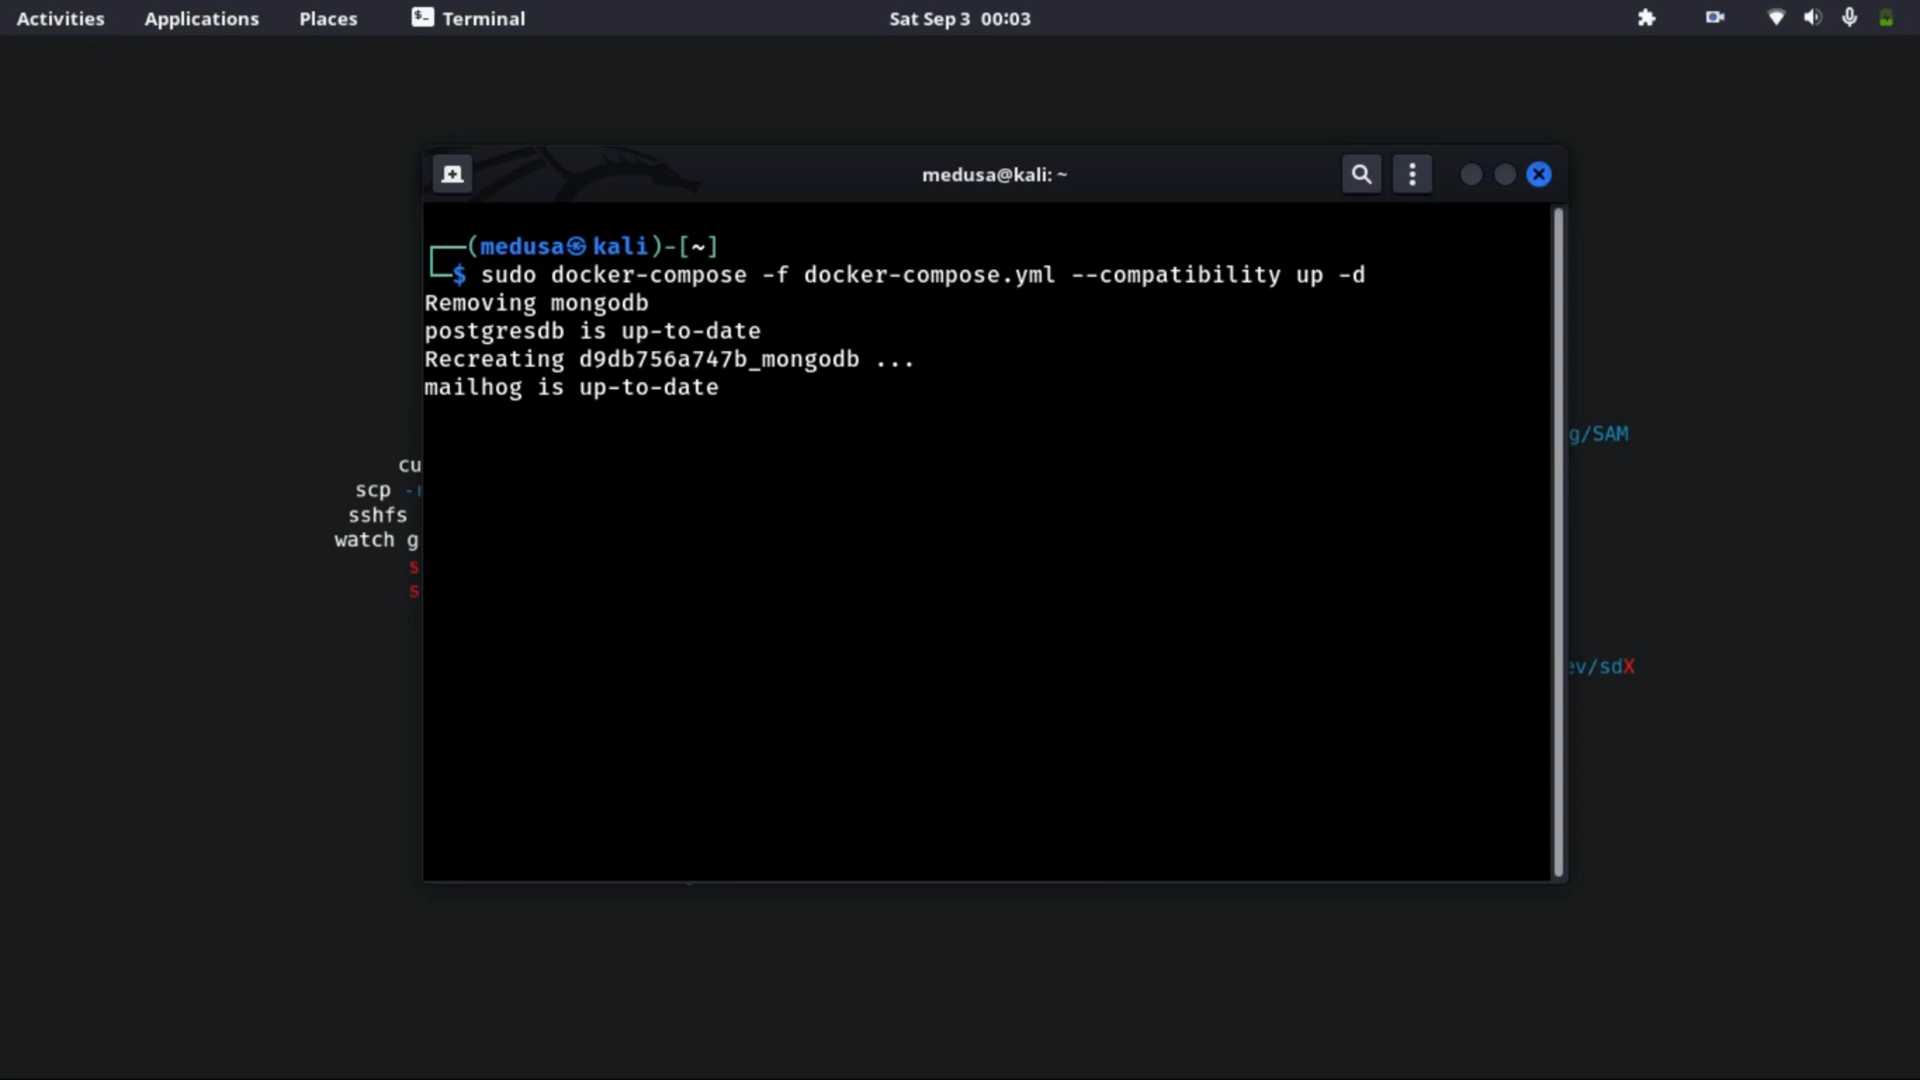 Activities Applications Places Terminal Sat Sep 3 00:03
medusa@kali: ~
┌──(medusa㉿kali)-[~]
└─$ sudo docker-compose -f docker-compose.yml --compatibility up -d
Removing mongodb
postgresdb is up-to-date
Recreating d9db756a747b_mongodb ...
mailhog is up-to-date
g/SAM
cu
scp -r
sshfs
watch g
s
s
ev/sdX